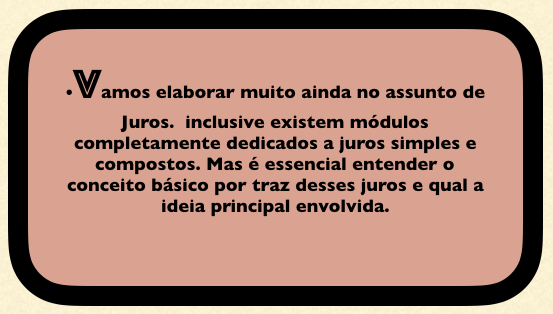 •Vamos elaborar muito ainda no assunto de
Juros.  inclusive existem módulos
completamente dedicados a juros simples e
compostos. Mas é essencial entender o
conceito básico por traz desses juros e qual a
ideia principal envolvida.